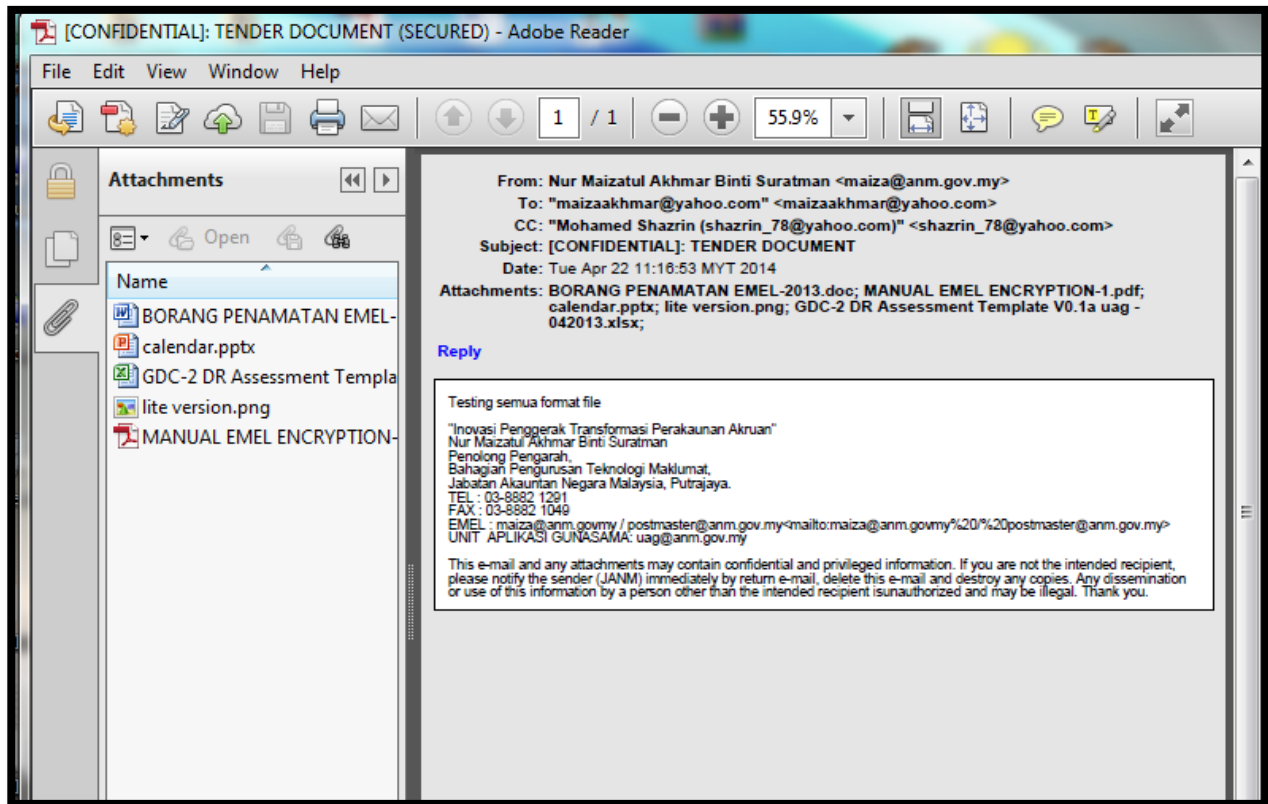 [CONFIDENTIAL]: TENDER DOCUMENT (SECURED) - Adobe Reader
File Edit View Window Help
1 / 1 55.9%
Attachments
Open
Name
BORANG PENAMATAN EMEL-
calendar.pptx
GDC-2 DR Assessment Templa
lite version.png
MANUAL EMEL ENCRYPTION-
From: Nur Maizatul Akhmar Binti Suratman <maiza@anm.gov.my>
To: "maizaakhmar@yahoo.com" <maizaakhmar@yahoo.com>
CC: "Mohamed Shazrin (shazrin_78@yahoo.com)" <shazrin_78@yahoo.com>
Subject: [CONFIDENTIAL]: TENDER DOCUMENT
Date: Tue Apr 22 11:16:53 MYT 2014
Attachments: BORANG PENAMATAN EMEL-2013.doc; MANUAL EMEL ENCRYPTION-1.pdf;
calendar.pptx; lite version.png; GDC-2 DR Assessment Template V0.1a uag -
042013.xlsx;
Reply
Testing semua format file
"Inovasi Penggerak Transformasi Perakaunan Akruan"
Nur Maizatul Akhmar Binti Suratman
Penolong Pengarah,
Bahagian Pengurusan Teknologi Maklumat,
Jabatan Akauntan Negara Malaysia, Putrajaya.
TEL : 03-8882 1291
FAX : 03-8882 1049
EMEL : maiza@anm.govmy / postmaster@anm.gov.my<mailto:maiza@anm.govmy%20/%20postmaster@anm.gov.my>
UNIT APLIKASI GUNASAMA: uag@anm.gov.my
This e-mail and any attachments may contain confidential and privileged information. If you are not the intended recipient,
please notify the sender (JANM) immediately by return e-mail, delete this e-mail and destroy any copies. Any dissemination
or use of this information by a person other than the intended recipient isunauthorized and may be illegal. Thank you.